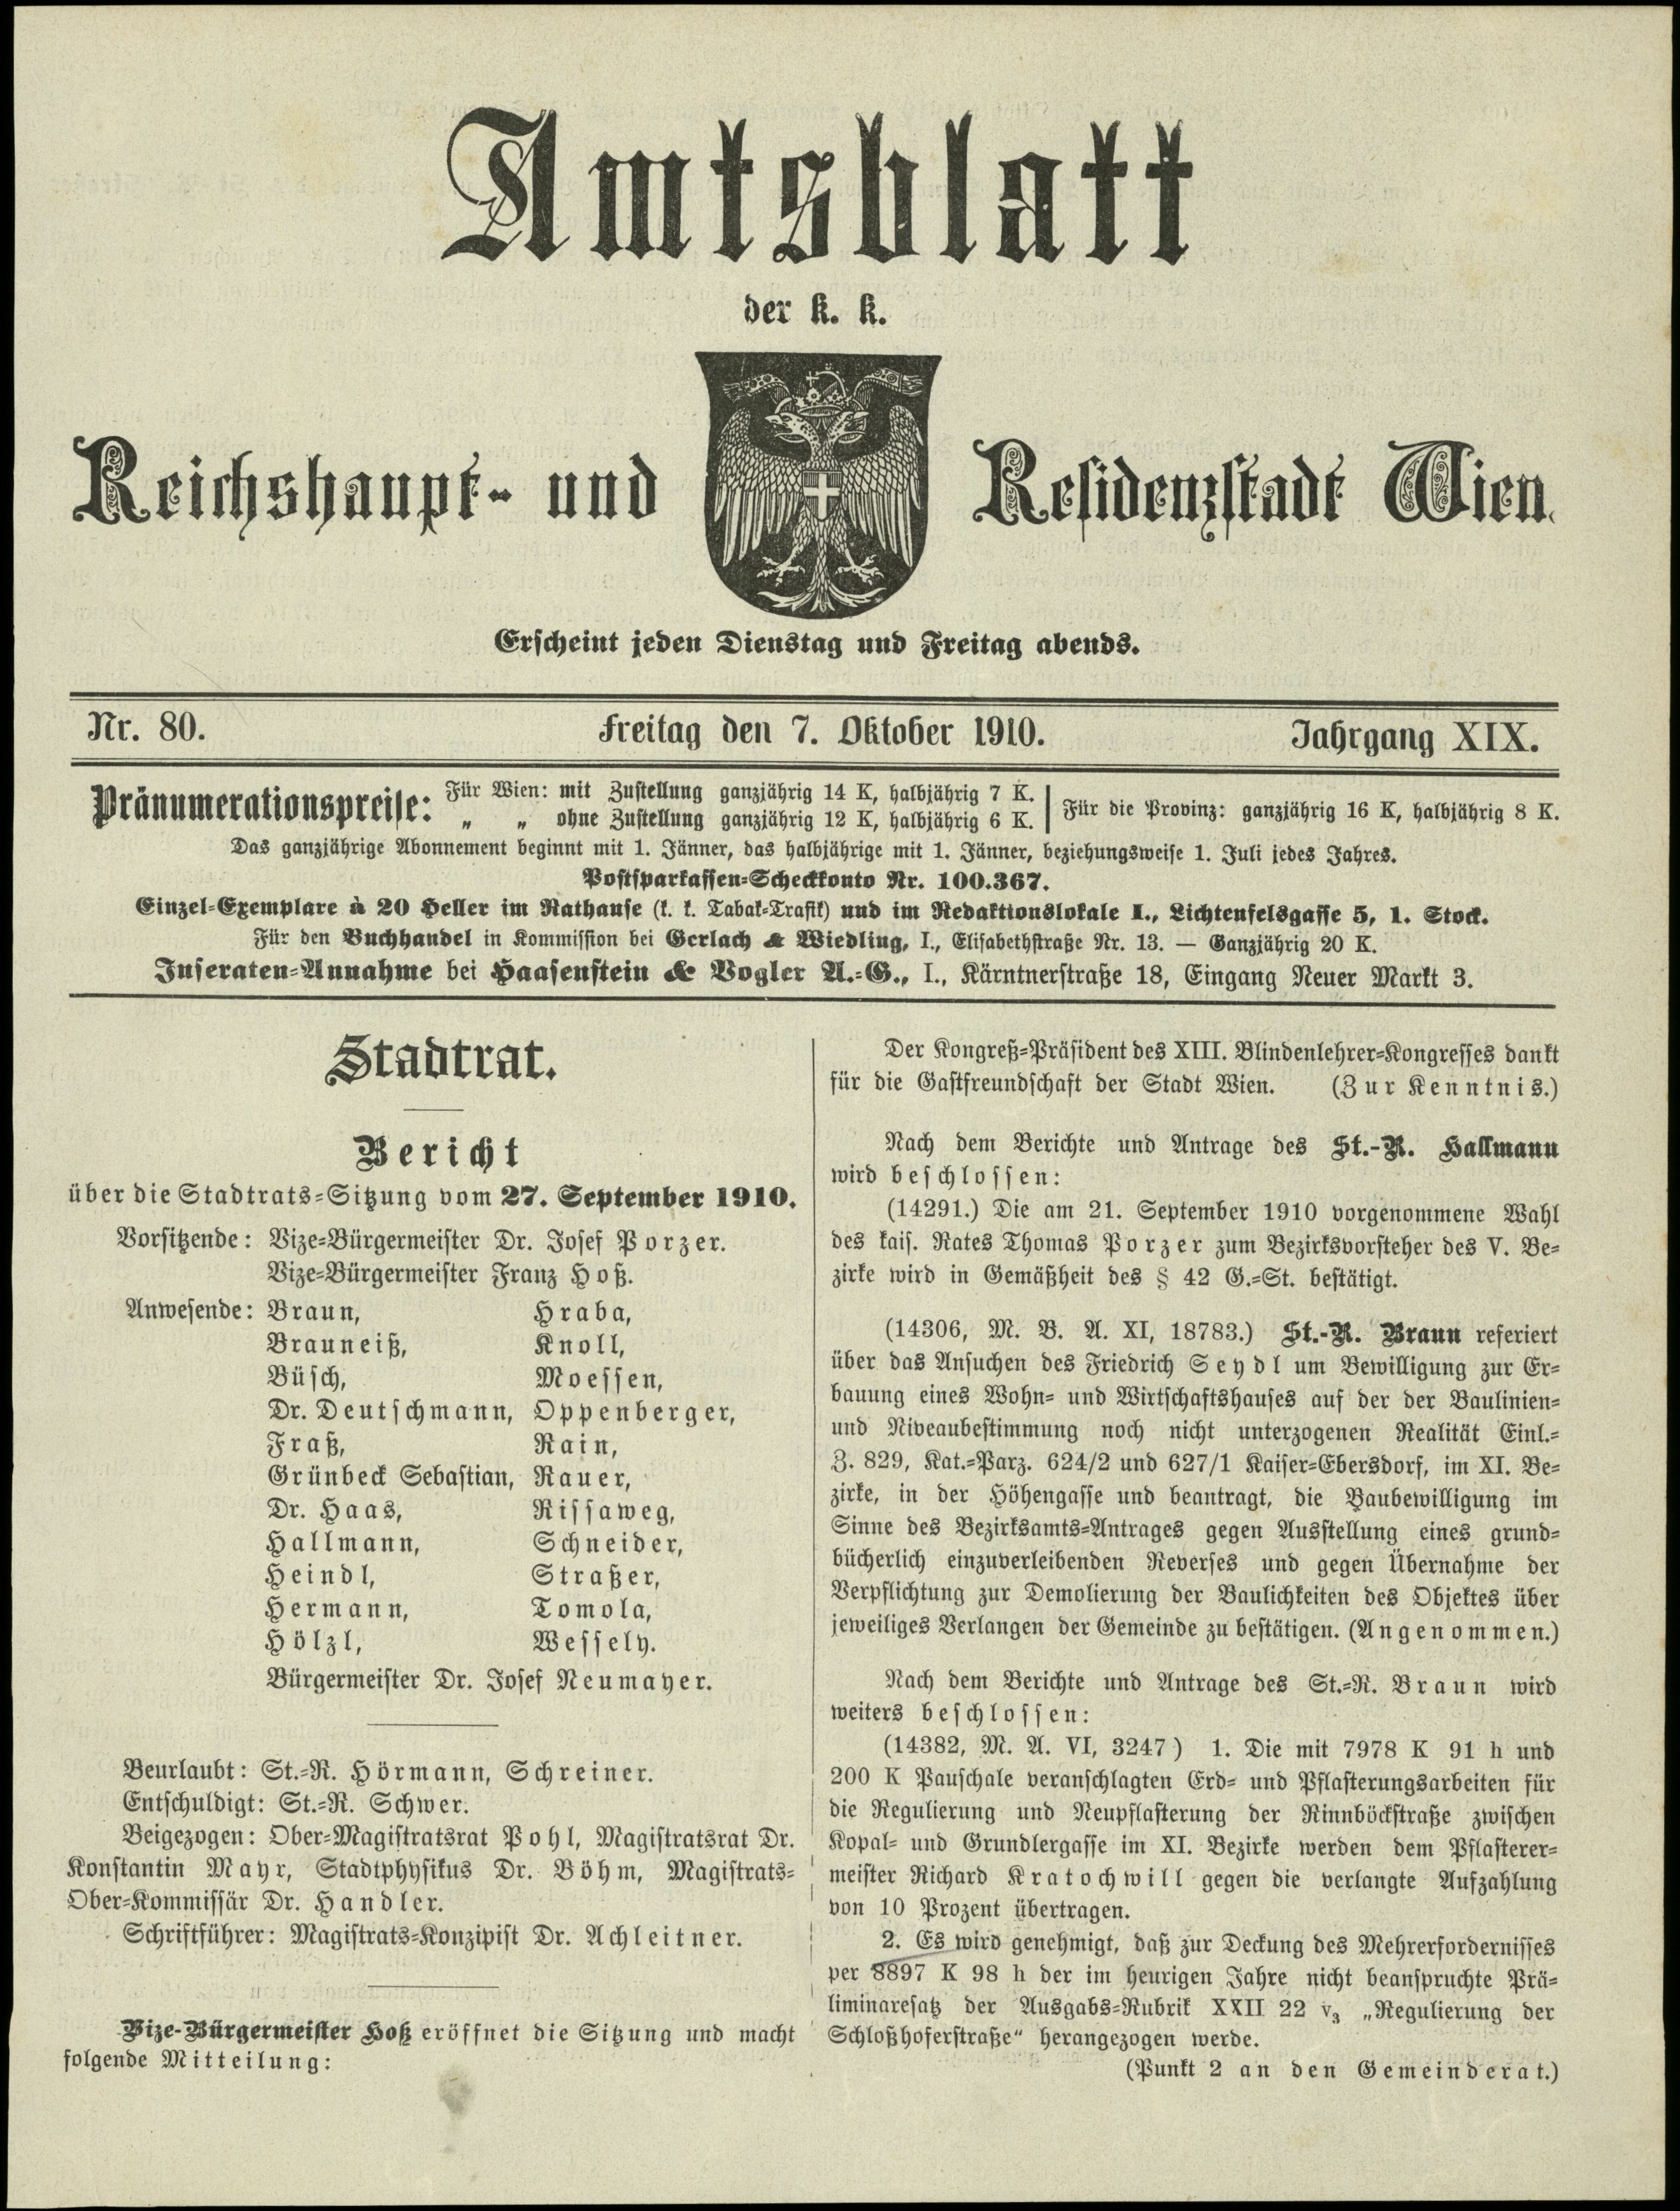 Amtsblatt
der k. k.
Reichshaupt- und Residenzstadt Wien.
Erscheint jeden Dienstag und Freitag abends.
Nr. 80. Freitag den 7. Oktober 1910. Jahrgang XIX.
Pränumerationspreise: Für Wien: mit Zustellung ganzjährig 14 K, halbjährig 7 K.
„ „ ohne Zustellung ganzjährig 12 K, halbjährig 6 K.
Für die Provinz: ganzjährig 16 K, halbjährig 8 K.
Das ganzjährige Abonnement beginnt mit 1. Jänner, das halbjährige mit 1. Jänner, beziehungsweise 1. Juli jedes Jahres.
Postsparkassen-Scheckkonto Nr. 100.367.
Einzel-Exemplare à 20 Heller im Rathause (k. k. Tabak-Trafik) und im Redaktionslokale I., Lichtenfelsgasse 5, 1. Stock.
Für den Buchhandel in Kommission bei Gerlach & Wiedling, I., Elisabethstraße Nr. 13. — Ganzjährig 20 K.
Inseraten-Annahme bei Haasenstein & Vogler A.-G., I., Kärntnerstraße 18, Eingang Neuer Markt 3.
Stadtrat.
Bericht
über die Stadtrats-Sitzung vom 27. September 1910.
Vorsitzende: Vize-Bürgermeister Dr. Josef Porzer.
Vize-Bürgermeister Franz Hoß.
Anwesende: Braun, Hraba,
Brauneiß, Knoll,
Büsch, Moessen,
Dr. Deutschmann, Oppenberger,
Fraß, Rain,
Grünbeck Sebastian, Rauer,
Dr. Haas, Rissaweg,
Hallmann, Schneider,
Heindl, Straßer,
Hermann, Tomola,
Hölzl, Wessely.
Bürgermeister Dr. Josef Neumayer.
Beurlaubt: St.-R. Hörmann, Schreiner.
Entschuldigt: St.-R. Schwer.
Beigezogen: Ober-Magistratsrat Pohl, Magistratsrat Dr.
Konstantin Mayr, Stadtphysikus Dr. Böhm, Magistrats-
Ober-Kommissär Dr. Handler.
Schriftführer: Magistrats-Konzipist Dr. Achleitner.
Vize-Bürgermeister Hoß eröffnet die Sitzung und macht
folgende Mitteilung:
Der Kongreß-Präsident des XIII. Blindenlehrer-Kongresses dankt
für die Gastfreundschaft der Stadt Wien. (Zur Kenntnis.)
Nach dem Berichte und Antrage des St.-R. Hallmann
wird beschlossen:
(14291.) Die am 21. September 1910 vorgenommene Wahl
des kais. Rates Thomas Porzer zum Bezirksvorsteher des V. Be-
zirke wird in Gemäßheit des § 42 G.-St. bestätigt.
(14306, M. B. A. XI, 18783.) St.-R. Braun referiert
über das Ansuchen des Friedrich Seydl um Bewilligung zur Er-
bauung eines Wohn- und Wirtschaftshauses auf der der Baulinien-
und Niveaubestimmung noch nicht unterzogenen Realität Einl.-
Z. 829, Kat.-Parz. 624/2 und 627/1 Kaiser-Ebersdorf, im XI. Be-
zirke, in der Höhengasse und beantragt, die Baubewilligung im
Sinne des Bezirksamts-Antrages gegen Ausstellung eines grund-
bücherlich einzuverleibenden Reverses und gegen Übernahme der
Verpflichtung zur Demolierung der Baulichkeiten des Objektes über
jeweiliges Verlangen der Gemeinde zu bestätigen. (Angenommen.)
Nach dem Berichte und Antrage des St.-R. Braun wird
weiters beschlossen:
(14382, M. A. VI, 3247) 1. Die mit 7978 K 91 h und
200 K Pauschale veranschlagten Erd- und Pflasterungsarbeiten für
die Regulierung und Neupflasterung der Rinnböckstraße zwischen
Kopal- und Grundlergasse im XI. Bezirke werden dem Pflasterer-
meister Richard Kratochwill gegen die verlangte Aufzahlung
von 10 Prozent übertragen.
2. Es wird genehmigt, daß zur Deckung des Mehrerfordernisses
per 8897 K 98 h der im heurigen Jahre nicht beanspruchte Prä-
liminaresatz der Ausgabs-Rubrik XXII 22 v₃ „Regulierung der
Schloßhoferstraße“ herangezogen werde.
(Punkt 2 an den Gemeinderat.)